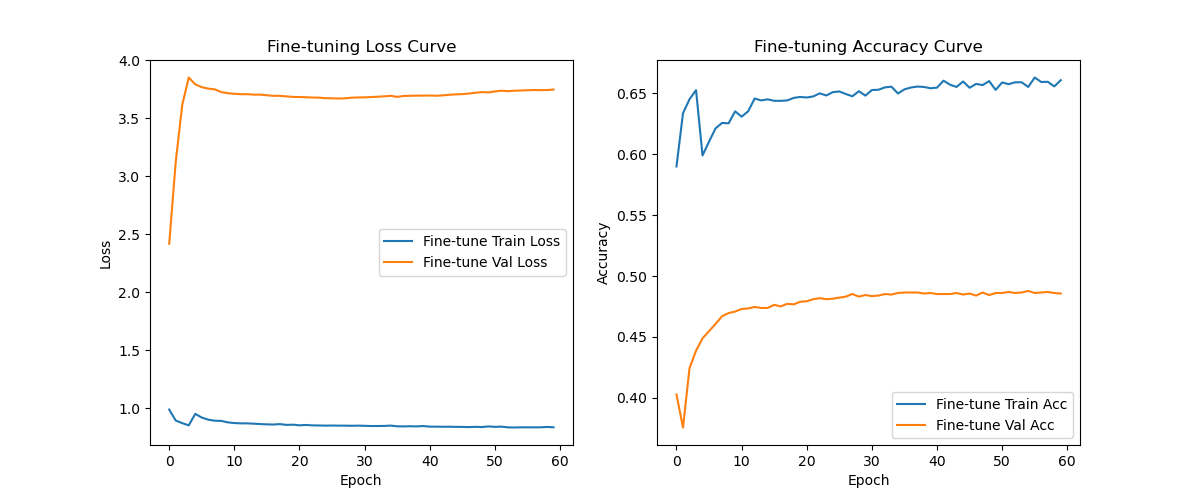 Fine-tuning Loss Curve
4.0
3.5
3.0
2.5
2.0
1.5
1.0
Loss
Fine-tune Train Loss
Fine-tune Val Loss
0 10 20 30 40 50 60
Epoch
Fine-tuning Accuracy Curve
0.65
0.60
0.55
0.50
0.45
0.40
Accuracy
Fine-tune Train Acc
Fine-tune Val Acc
0 10 20 30 40 50 60
Epoch